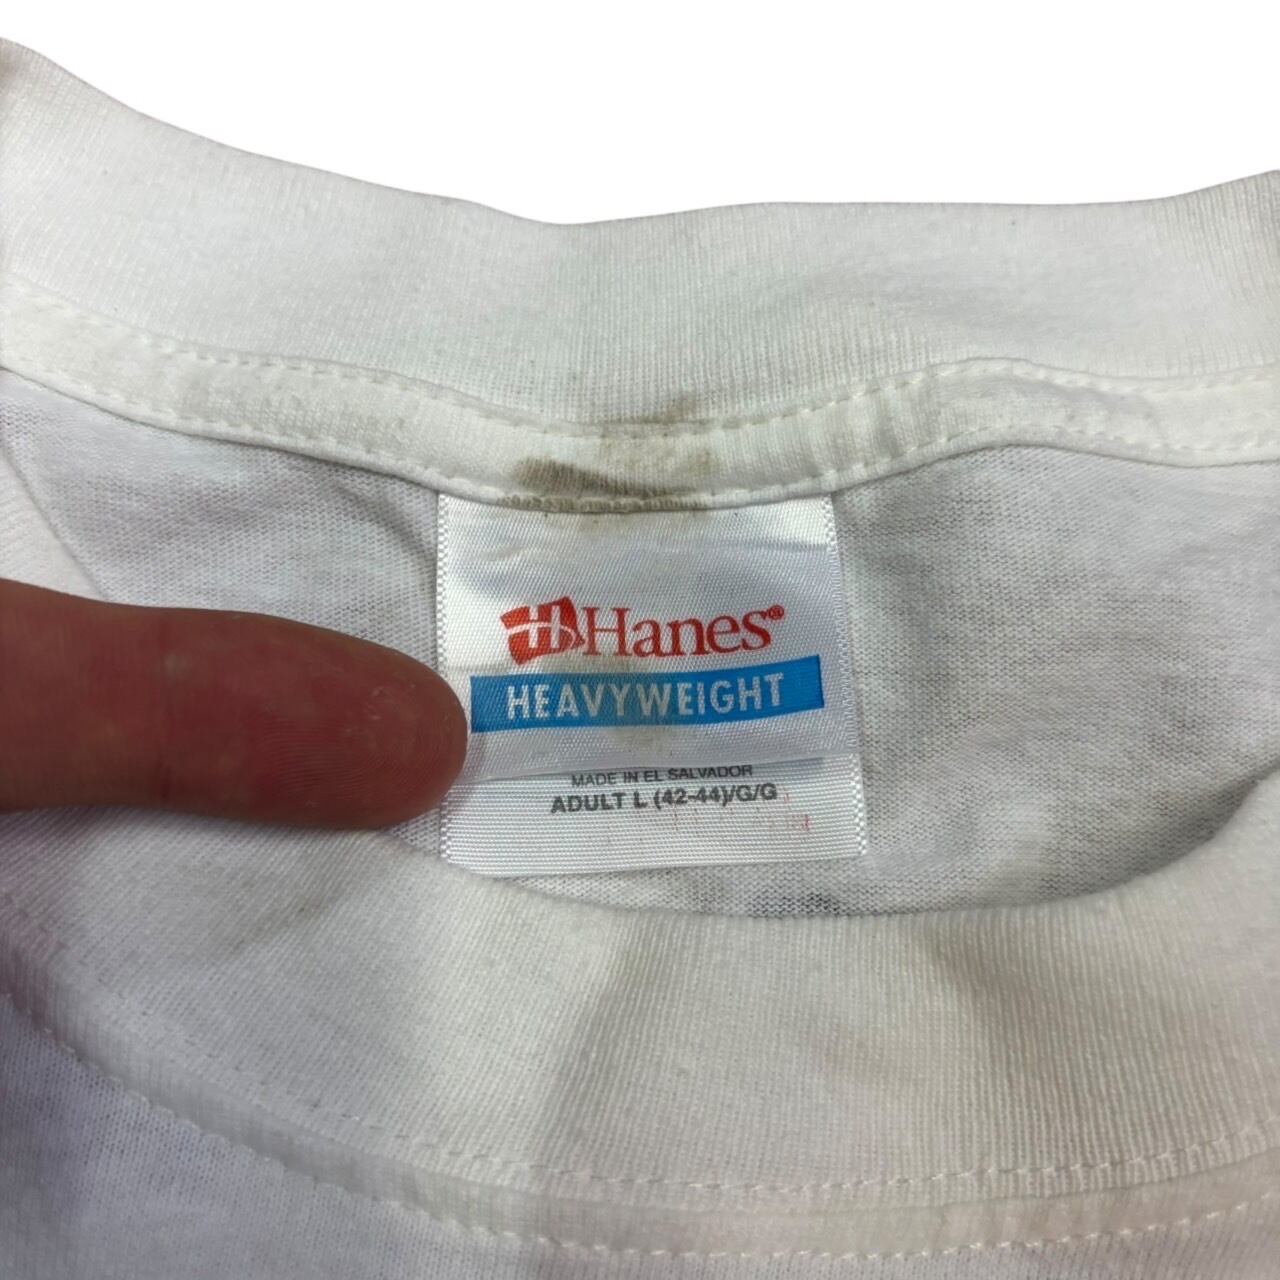 Hanes®
HEAVYWEIGHT
MADE IN EL SALVADOR
ADULT L (42-44)/G/G